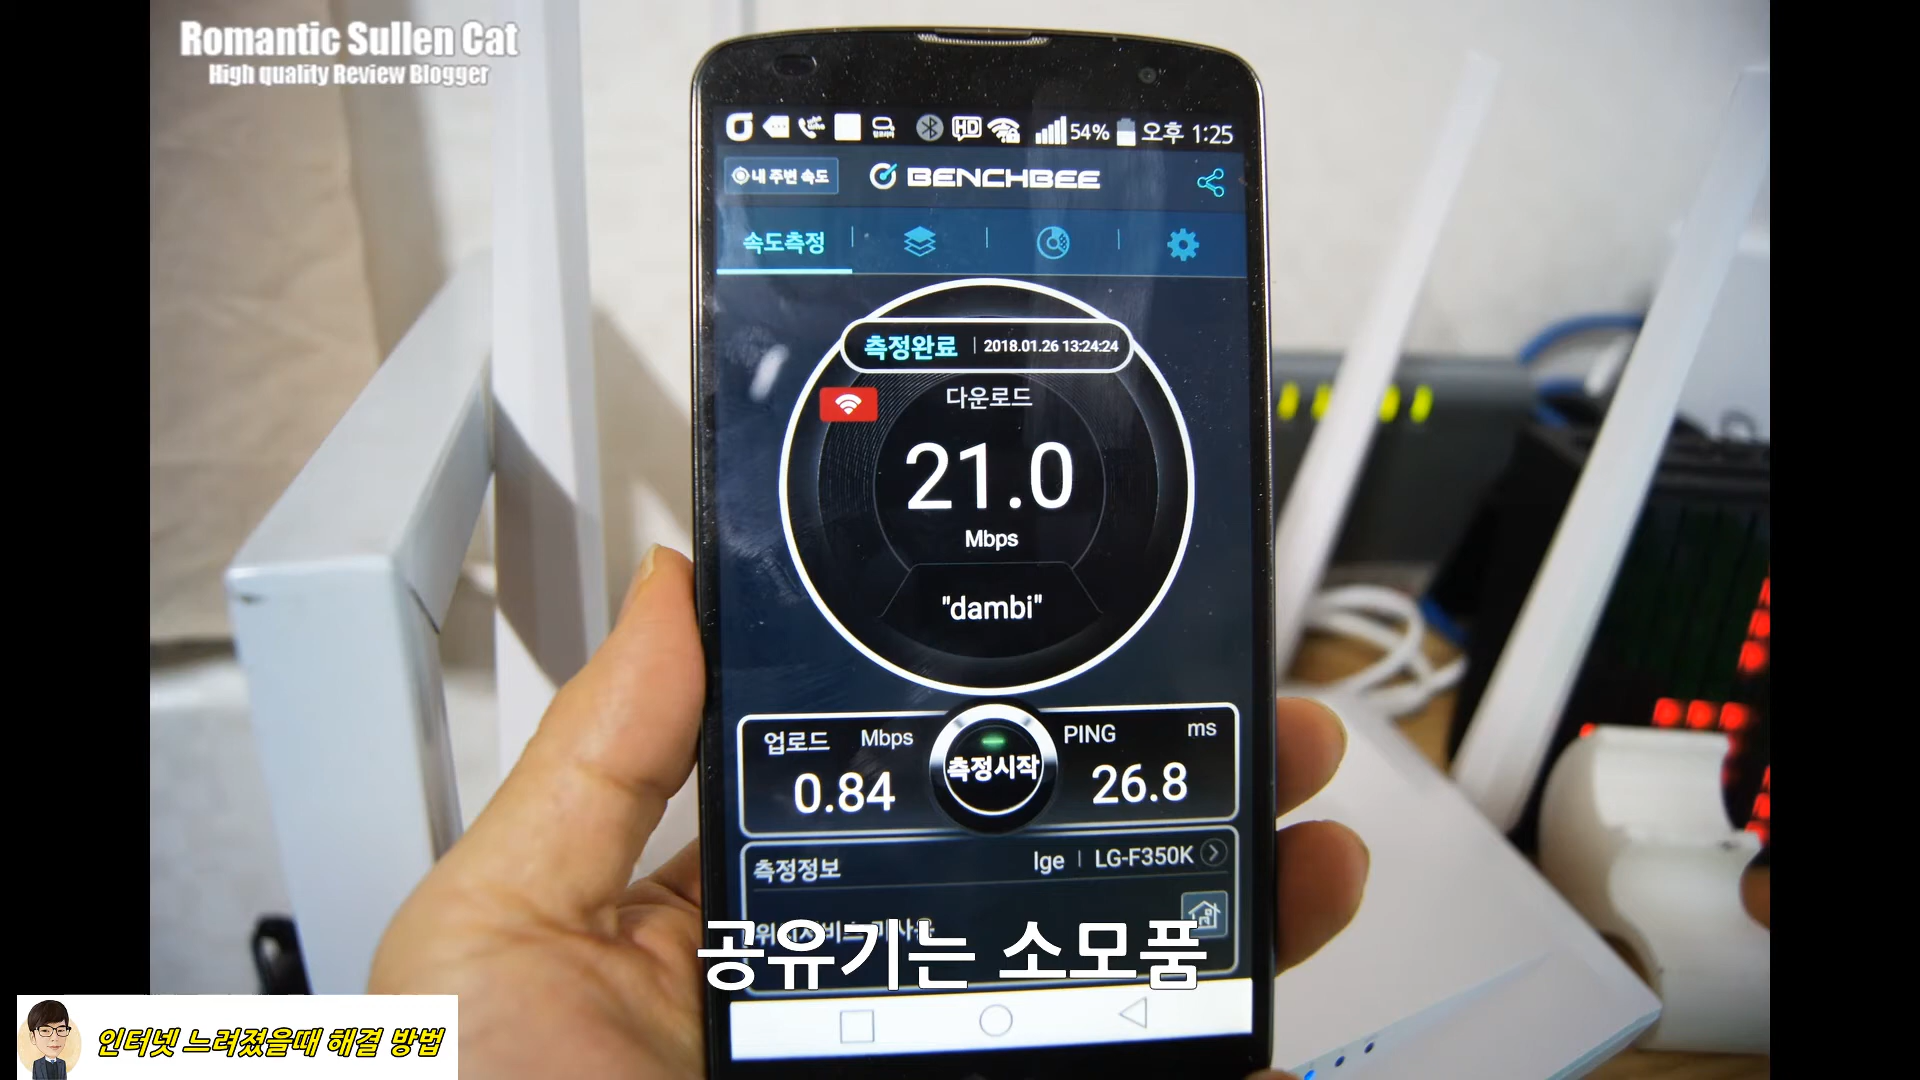 Romantic Sullen Cat
High quality Review Blogger
HD 54% 오후 1:25
내 주변 속도
BENCHBEE
속도측정
측정완료 | 2018.01.26 13:24:24
다운로드
21.0
Mbps
"dambi"
업로드 Mbps
0.84
측정시작
PING ms
26.8
측정정보
lge | LG-F350K
공유기는 소모품
인터넷 느려졌을때 해결 방법